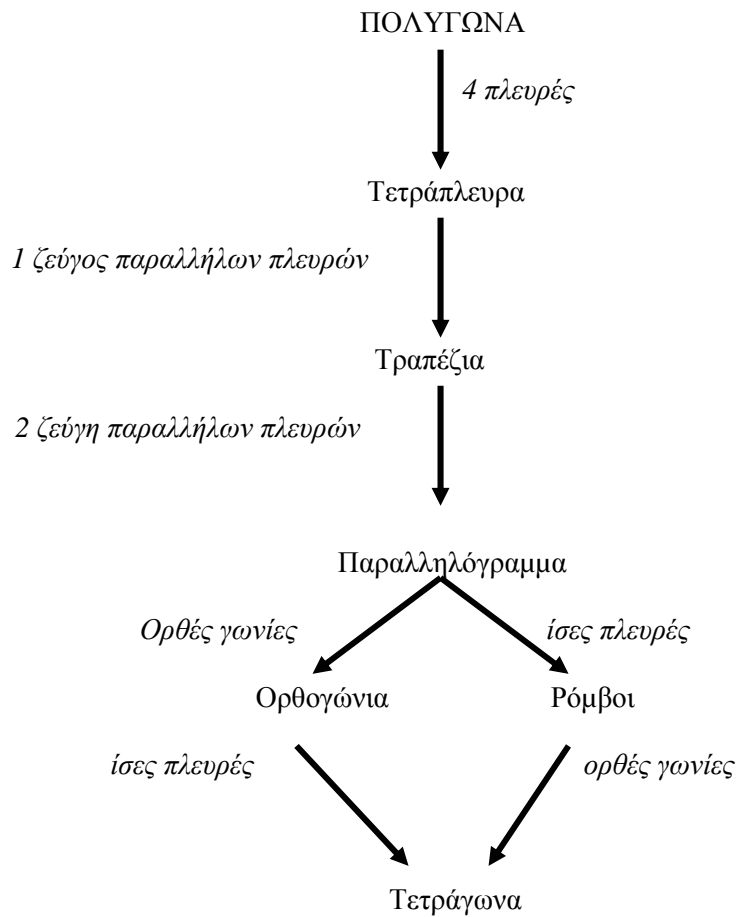 ΠΟΛΥΓΩΝΑ
4 πλευρές
Τετράπλευρα
1 ζεύγος παραλλήλων πλευρών
Τραπέζια
2 ζεύγη παραλλήλων πλευρών
Παραλληλόγραμμα
Ορθές γωνίες
ίσες πλευρές
Ορθογώνια
Ρόμβοι
ίσες πλευρές
ορθές γωνίες
Τετράγωνα